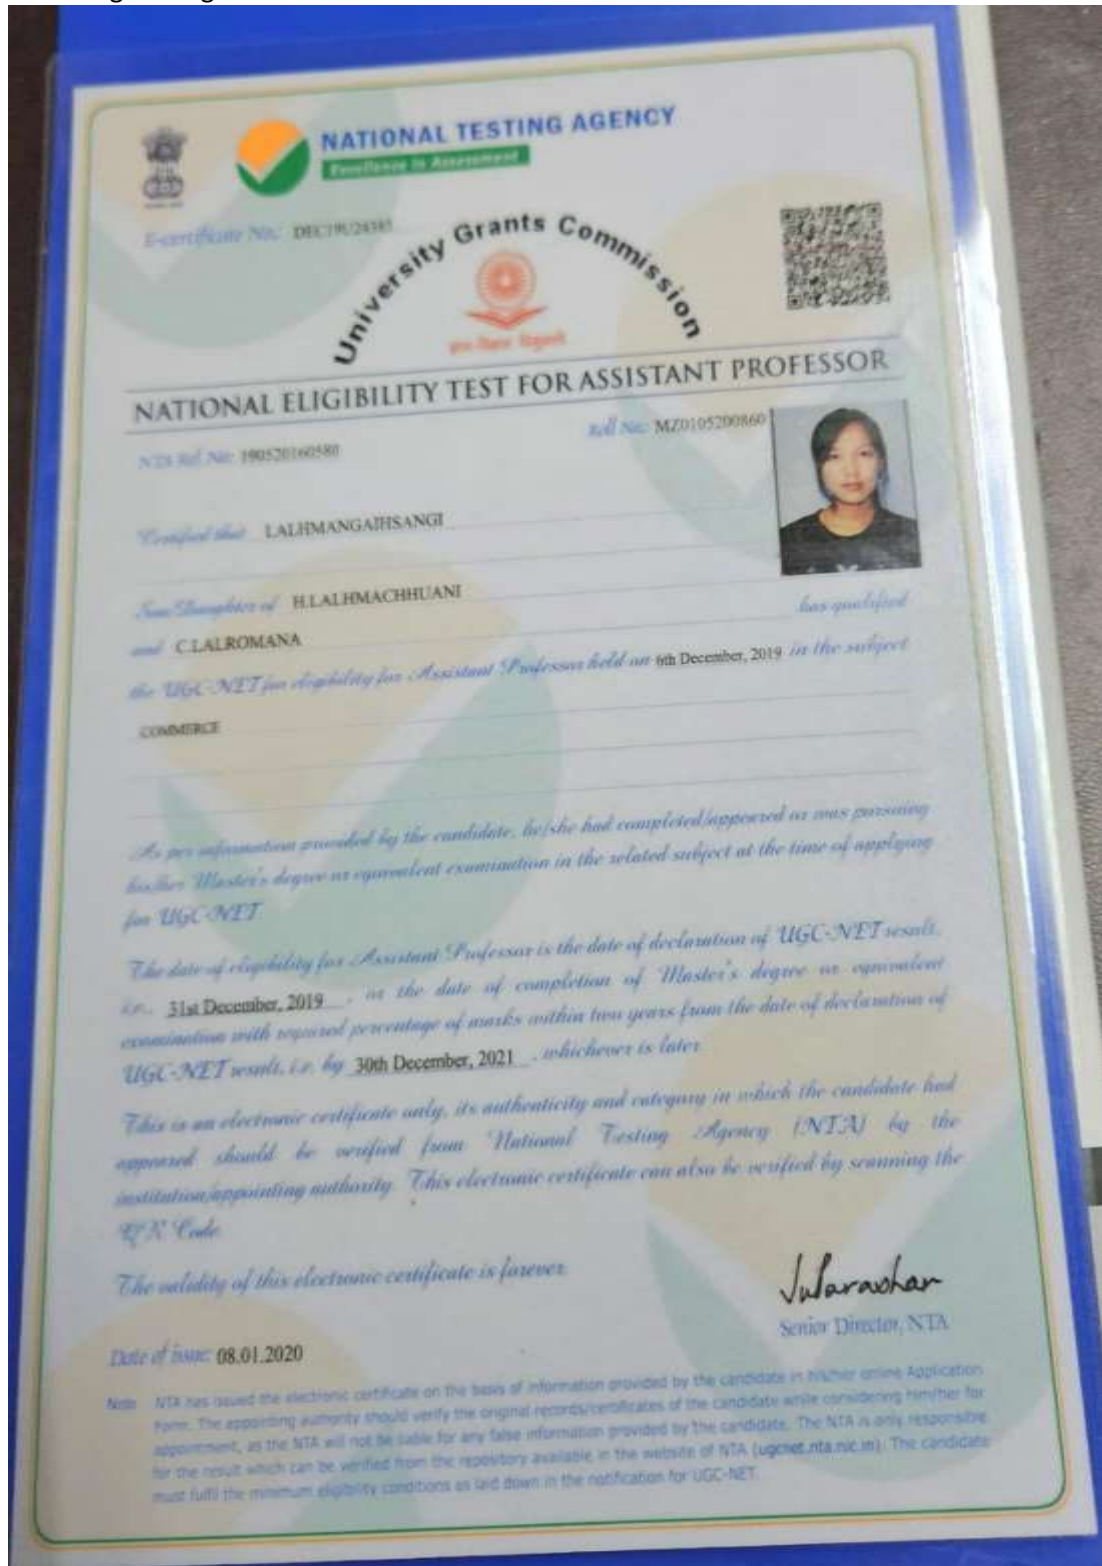 NATIONAL TESTING AGENCY
Excellence in Assessment
E-certificate No.: DEC19U24385
University Grants Commission
NATIONAL ELIGIBILITY TEST FOR ASSISTANT PROFESSOR
NTA Ref. No: 190520160580 Roll No: MZ0105200860
Certified that LALHMANGAIHSANGI
Son/Daughter of H.LALHMACHHUANI
and C.LALROMANA has qualified
the UGC-NET for eligibility for Assistant Professor held on 6th December, 2019 in the subject
COMMERCE
As per information provided by the candidate, he/she had completed/appeared or was pursuing
his/her Master's degree or equivalent examination in the related subject at the time of applying
for UGC-NET
The date of eligibility for Assistant Professor is the date of declaration of UGC-NET result,
i.e., 31st December, 2019, or the date of completion of Master's degree or equivalent
examination with required percentage of marks within two years from the date of declaration of
UGC-NET result, i.e. by 30th December, 2021, whichever is later.
This is an electronic certificate only, its authenticity and category in which the candidate had
appeared should be verified from National Testing Agency (NTA) by the
institution/appointing authority. This electronic certificate can also be verified by scanning the
QR Code.
The validity of this electronic certificate is forever.
Senior Director, NTA
Date of issue: 08.01.2020
Note NTA has issued the electronic certificate on the basis of information provided by the candidate in his/her online Application
Form. The appointing authority should verify the original records/certificates of the candidate while considering him/her for
appointment, as the NTA will not be liable for any false information provided by the candidate. The NTA is only responsible
for the result which can be verified from the repository available in the website of NTA (ugcnet.nta.nic.in). The candidate
must fulfil the minimum eligibility conditions as laid down in the notification for UGC-NET.